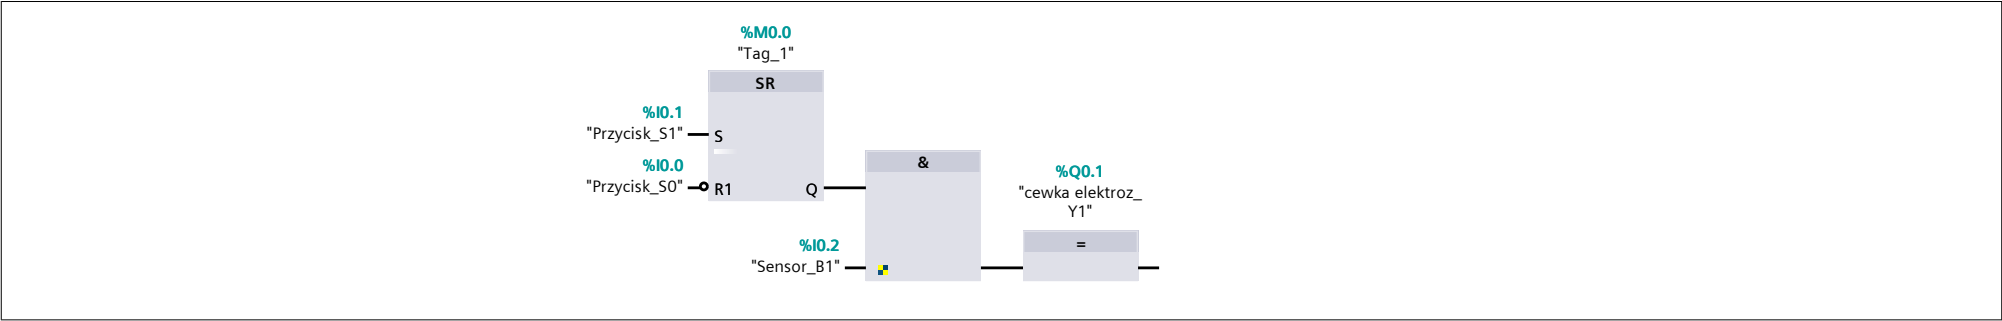 %M0.0
"Tag_1"
SR
%I0.1
"Przycisk_S1"
S
%I0.0
"Przycisk_S0"
R1
Q
&
%I0.2
"Sensor_B1"
%Q0.1
"cewka elektroz_
Y1"
=